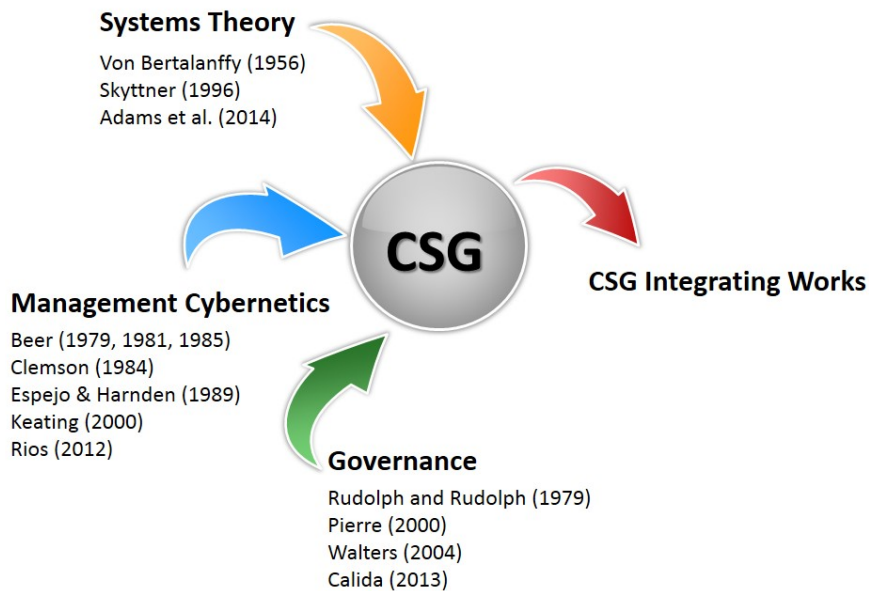 Systems Theory
Von Bertalanffy (1956)
Skyttner (1996)
Adams et al. (2014)
CSG
CSG Integrating Works
Management Cybernetics
Beer (1979, 1981, 1985)
Clemson (1984)
Espejo & Harnden (1989)
Keating (2000)
Rios (2012)
Governance
Rudolph and Rudolph (1979)
Pierre (2000)
Walters (2004)
Calida (2013)